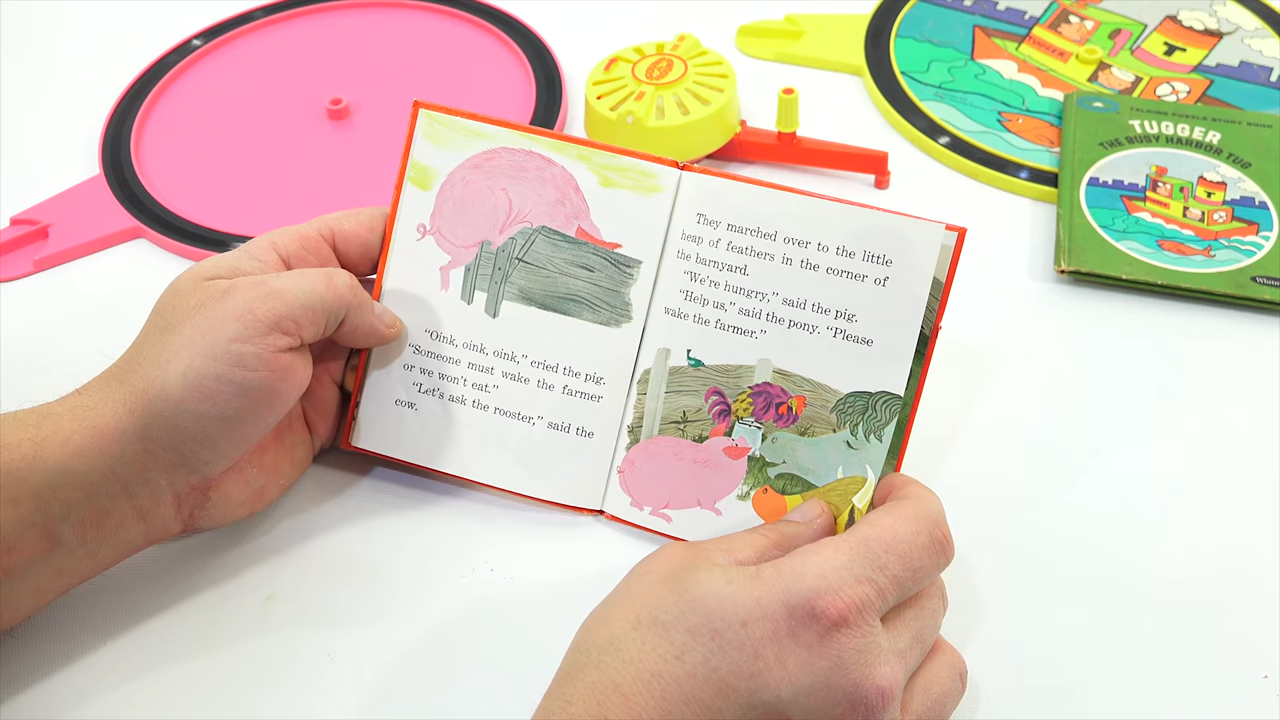 “Oink, oink, oink,” cried the pig.
“Someone must wake the farmer
or we won’t eat.”
“Let’s ask the rooster,” said the
cow.
They marched over to the little
heap of feathers in the corner of
the barnyard.
“We’re hungry,” said the pig.
“Help us,” said the pony. “Please
wake the farmer.”
TUGGER
T
TALKING PUZZLE STORY BOOK
TUGGER
THE BUSY HARBOR TUG